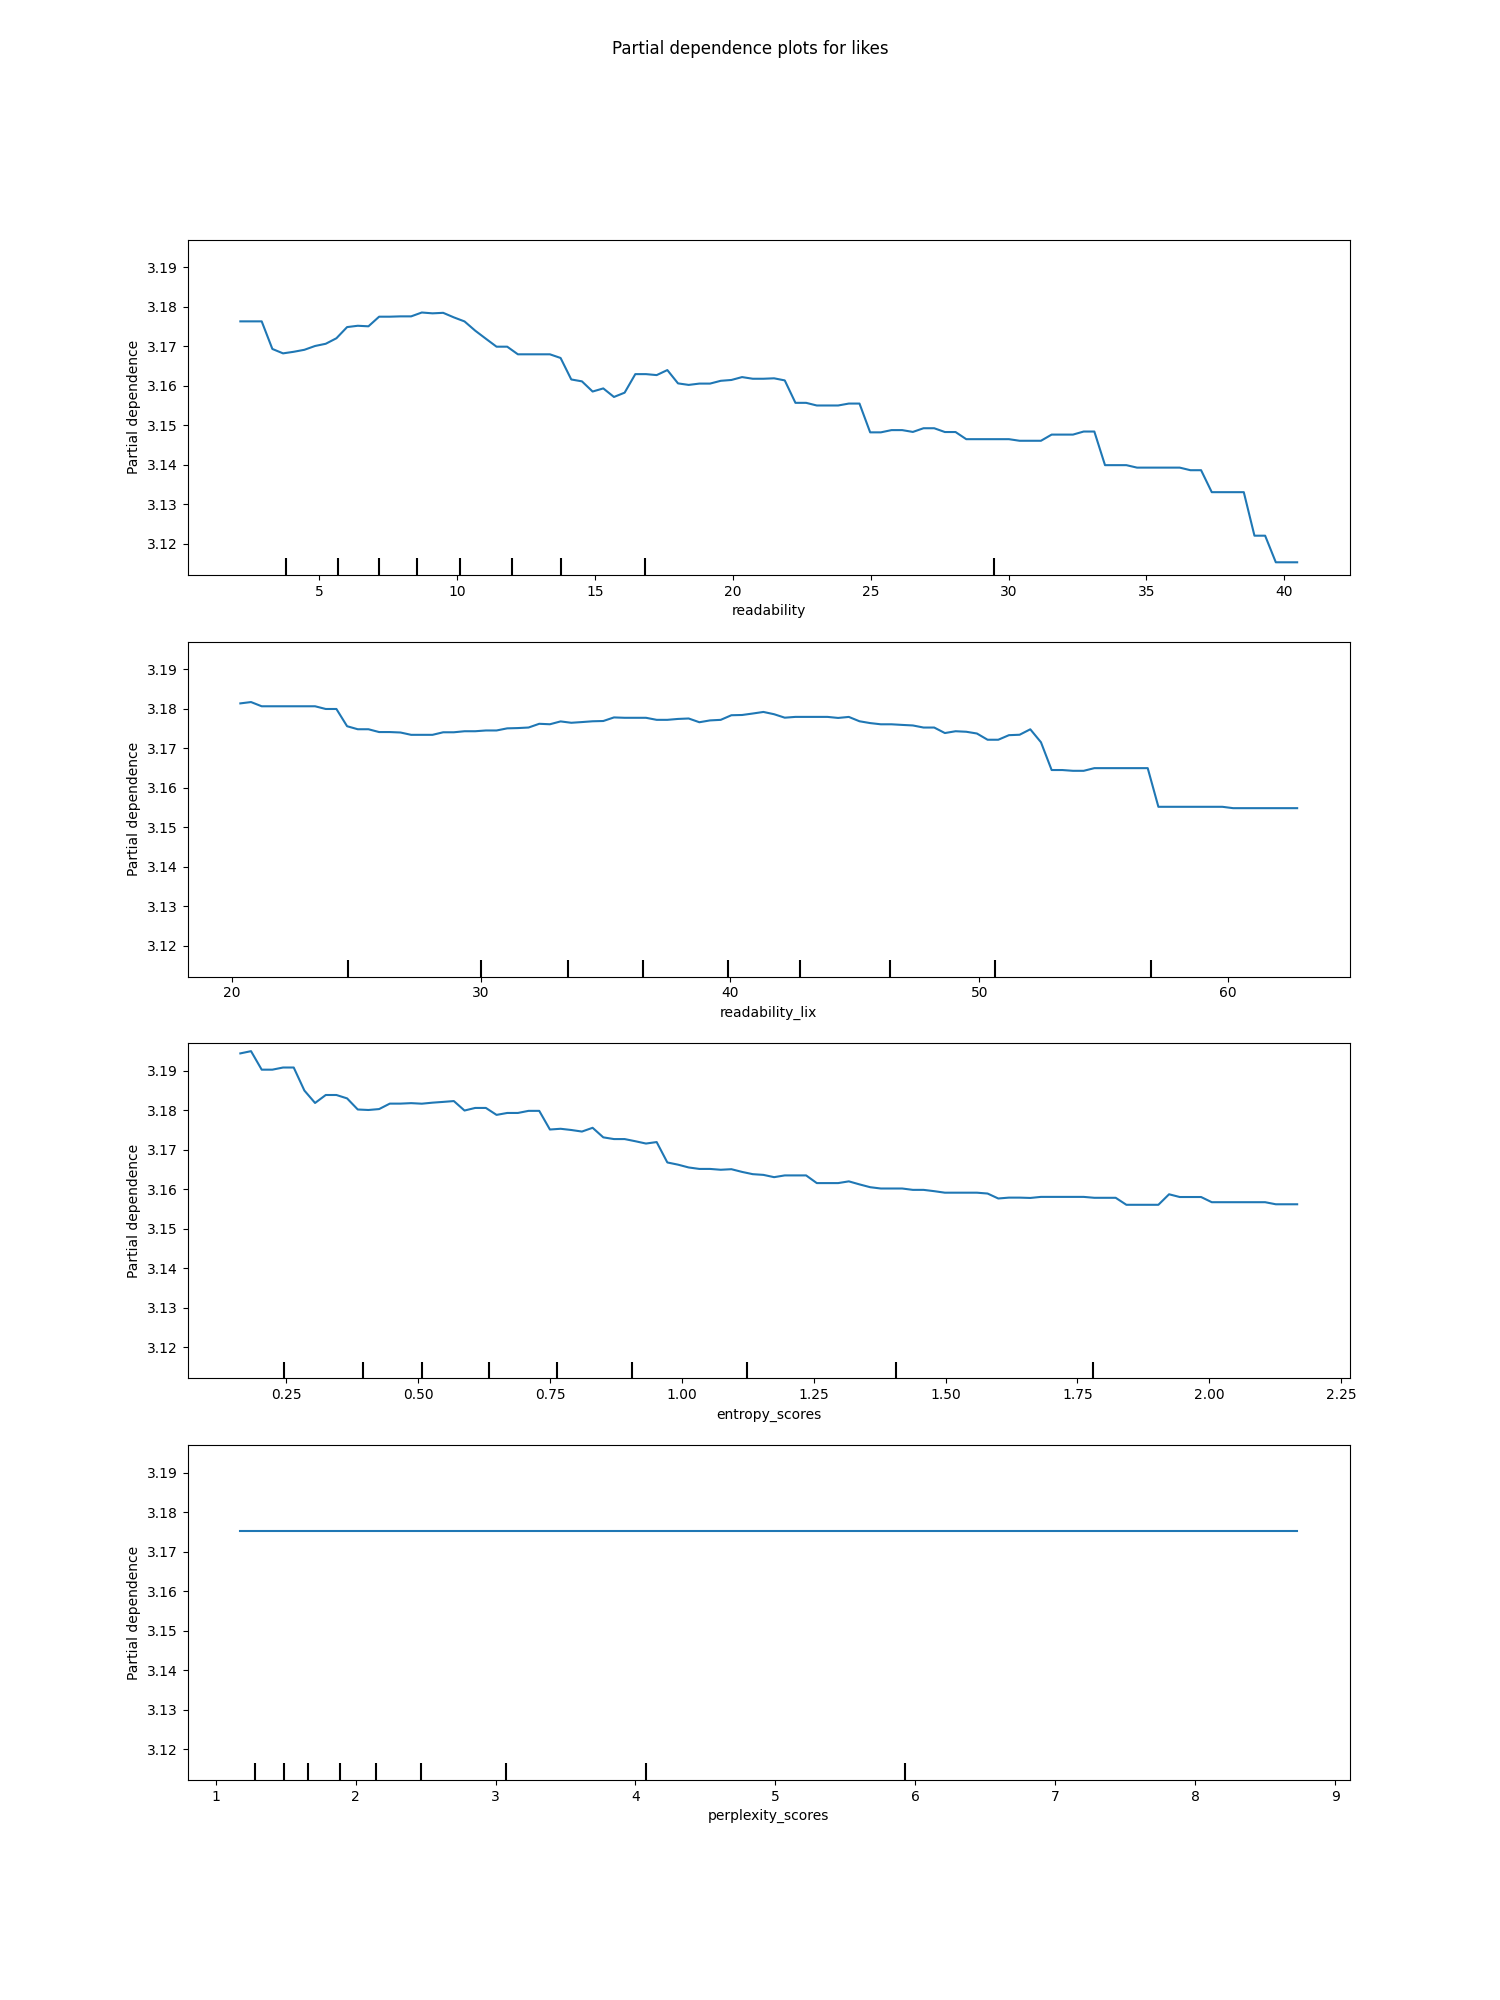 Partial dependence plots for likes
3.19
3.18
3.17
3.16
3.15
3.14
3.13
3.12
Partial dependence
5 10 15 20 25 30 35 40
readability
3.19
3.18
3.17
3.16
3.15
3.14
3.13
3.12
Partial dependence
20 30 40 50 60
readability_lix
3.19
3.18
3.17
3.16
3.15
3.14
3.13
3.12
Partial dependence
0.25 0.50 0.75 1.00 1.25 1.50 1.75 2.00 2.25
entropy_scores
3.19
3.18
3.17
3.16
3.15
3.14
3.13
3.12
Partial dependence
1 2 3 4 5 6 7 8 9
perplexity_scores